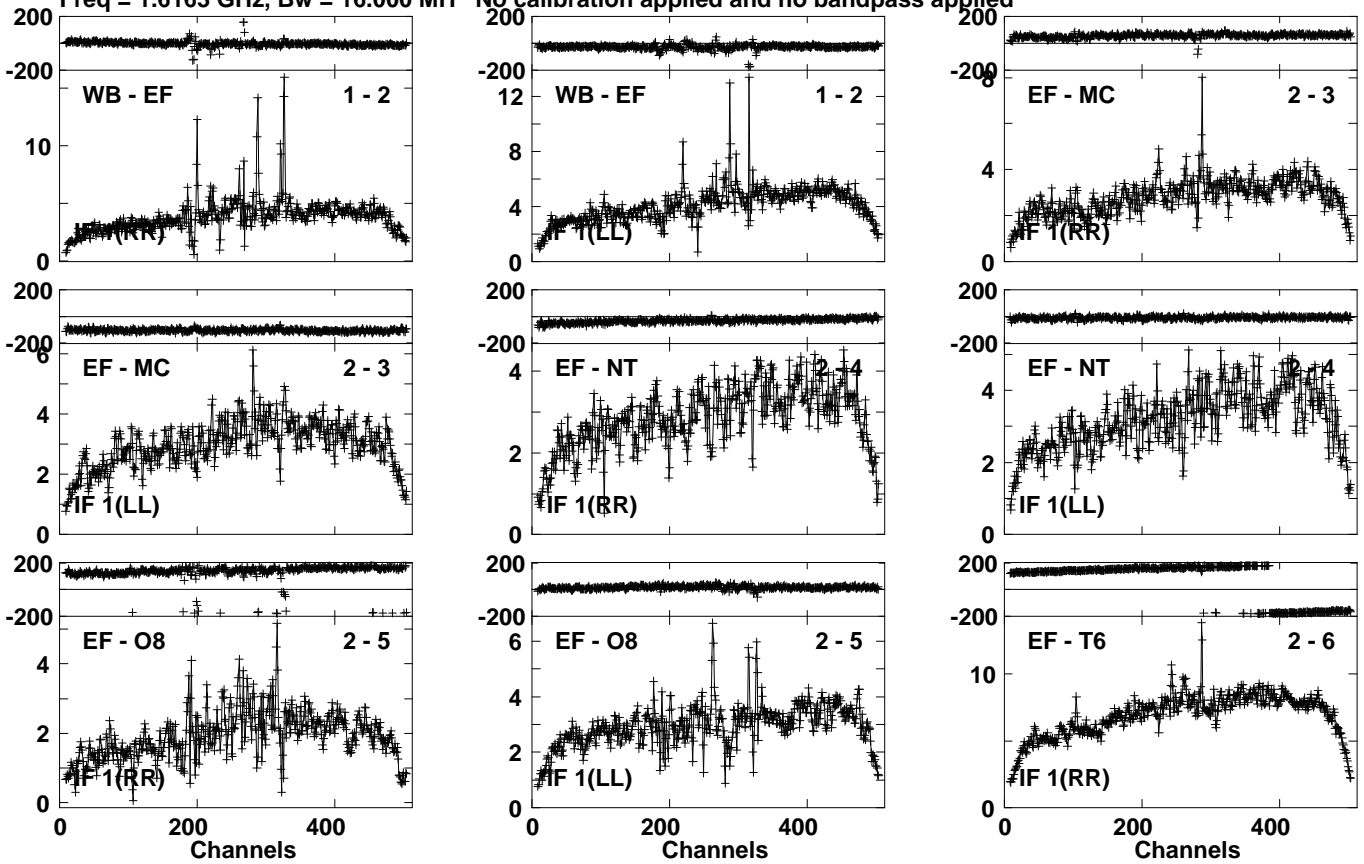 Freq = 1.6163 GHz, Bw = 16.000 MH No calibration applied and no bandpass applied
200
-200
WB - EF 1 - 2
10
IF 1(RR)
0
200
-200
WB - EF 1 - 2
12
8
4
IF 1(LL)
0
200
-200
8
EF - MC 2 - 3
4
IF 1(RR)
0
200
-200
6
EF - MC 2 - 3
4
2
IF 1(LL)
0
200
-200
EF - NT 2 - 4
4
2
IF 1(RR)
0
200
-200
EF - NT 2 - 4
4
2
IF 1(LL)
0
200
-200
EF - O8 2 - 5
4
2
IF 1(RR)
0
0 200 400
Channels
200
-200
EF - O8 2 - 5
6
4
2
IF 1(LL)
0
0 200 400
Channels
200
-200
EF - T6 2 - 6
10
IF 1(RR)
0
0 200 400
Channels